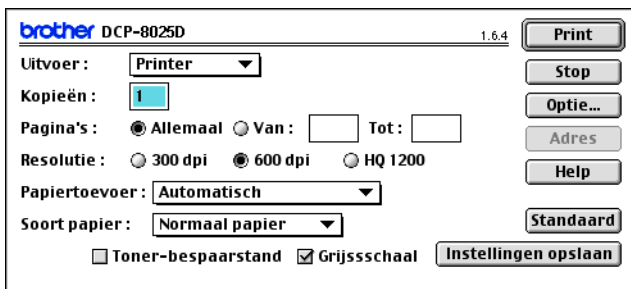 brother DCP-8025D 1.6.4 Print
Uitvoer : Printer Stop
Kopieën : 1 Optie...
Pagina's : Allemaal Van : Tot : Adres
Resolutie : 300 dpi 600 dpi HQ 1200 Help
Papiertoevoer : Automatisch
Soort papier : Normaal papier Standaard
Toner-bespaarstand Grijssschaal Instellingen opslaan